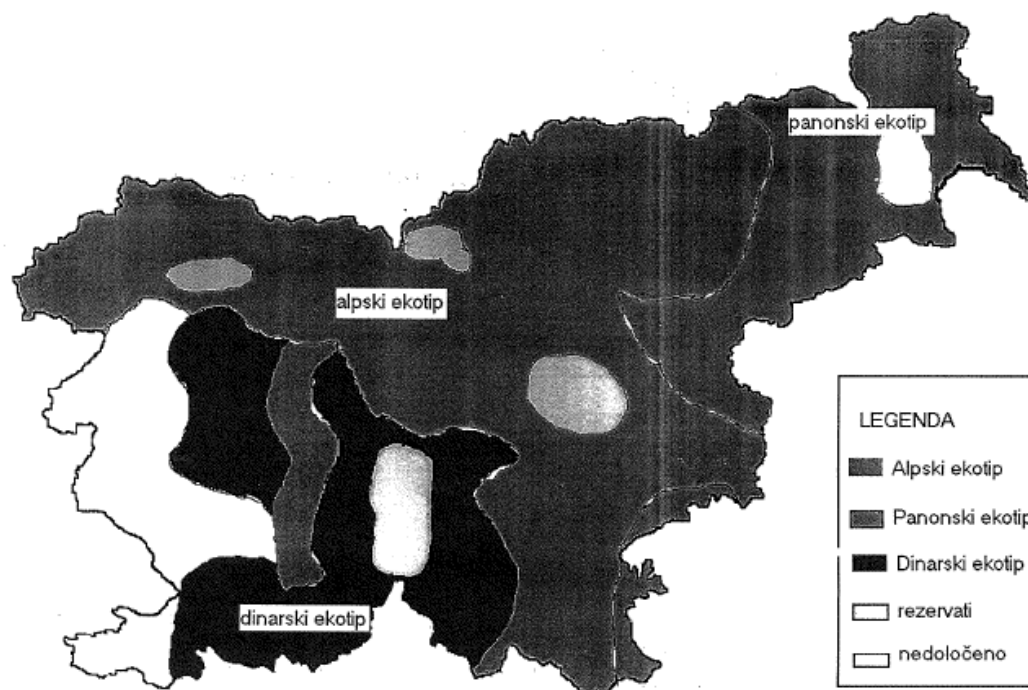 panonski ekotip
alpski ekotip
dinarski ekotip
LEGENDA
Alpski ekotip
Panonski ekotip
Dinarski ekotip
rezervati
nedoločeno